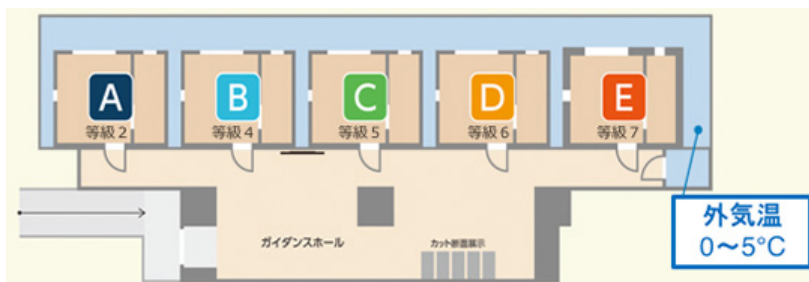 A
等級2
B
等級4
C
等級5
D
等級6
E
等級7
ガイダンスホール
カット断面展示
外気温
0～5°C